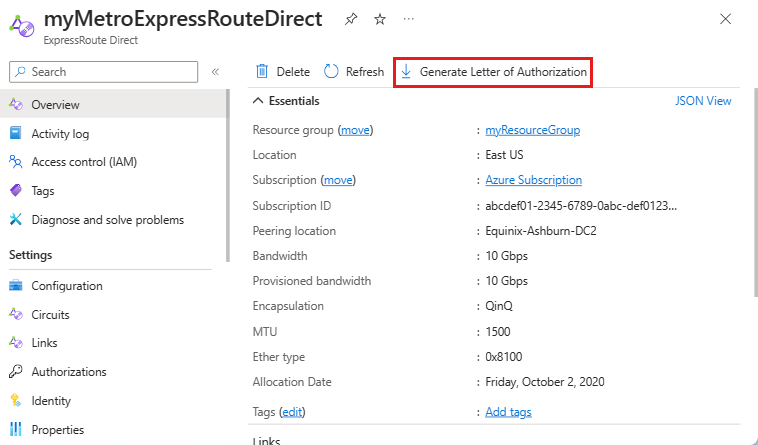 myMetroExpressRouteDirect
ExpressRoute Direct
Search
Overview
Activity log
Access control (IAM)
Tags
Diagnose and solve problems
Settings
Configuration
Circuits
Links
Authorizations
Identity
Properties
Delete Refresh Generate Letter of Authorization
Essentials JSON View
Resource group (move) : myResourceGroup
Location : East US
Subscription (move) : Azure Subscription
Subscription ID : abcdef01-2345-6789-0abc-def0123...
Peering location : Equinix-Ashburn-DC2
Bandwidth : 10 Gbps
Provisioned bandwidth : 10 Gbps
Encapsulation : QinQ
MTU : 1500
Ether type : 0x8100
Allocation Date : Friday, October 2, 2020
Tags (edit) : Add tags
Links